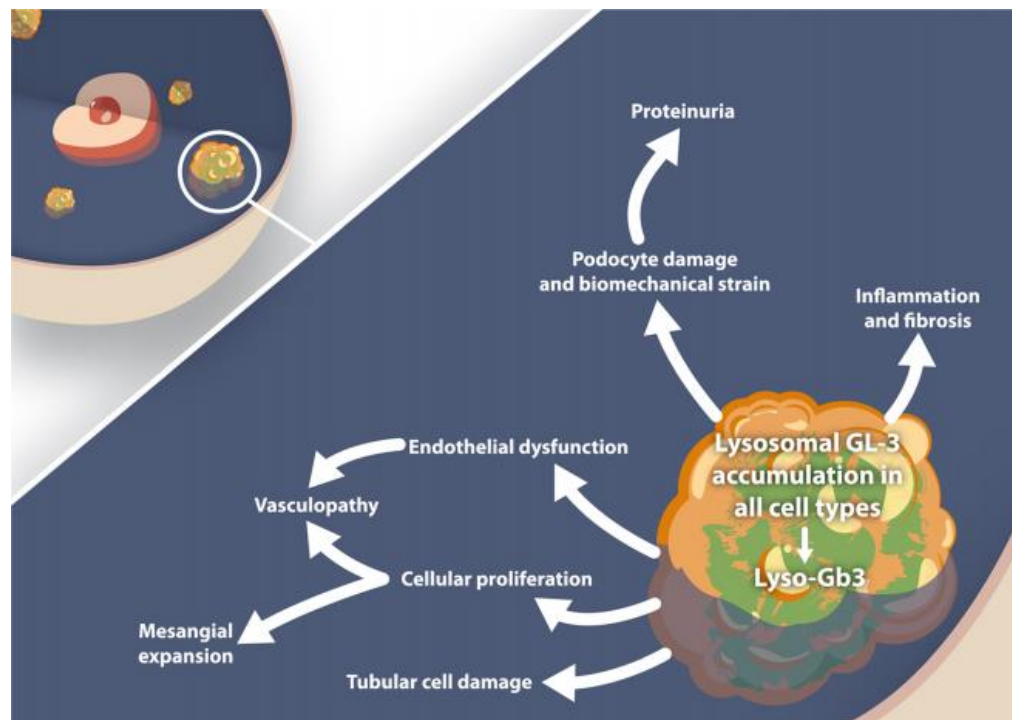 Proteinuria
Podocyte damage
and biomechanical strain
Inflammation
and fibrosis
Lysosomal GL-3
accumulation in
all cell types
Lyso-Gb3
Endothelial dysfunction
Vasculopathy
Cellular proliferation
Mesangial
expansion
Tubular cell damage